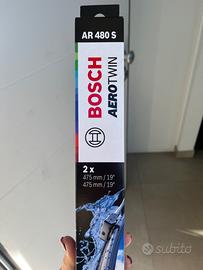 AR 480 S
BOSCH
AEROTWIN
2 x
475 mm / 19"
475 mm / 19"
subito